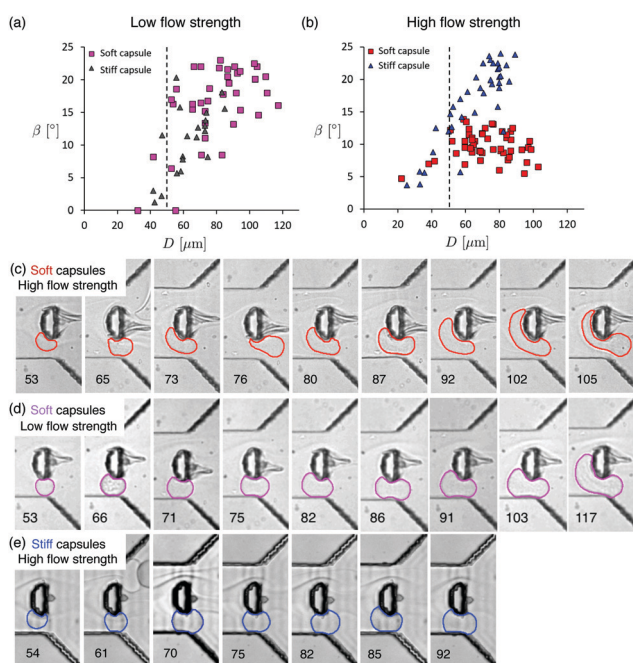 (a) Low flow strength
(b) High flow strength
25
20
15
10
5
0
β [°]
Soft capsule
Stiff capsule
0 20 40 60 80 100 120
D [μm]
25
20
15
10
5
0
β [°]
Soft capsule
Stiff capsule
0 20 40 60 80 100 120
D [μm]
(c) Soft capsules
High flow strength
53 65 73 76 80 87 92 102 105
(d) Soft capsules
Low flow strength
53 66 71 75 82 86 91 103 117
(e) Stiff capsules
High flow strength
54 61 70 75 82 85 92